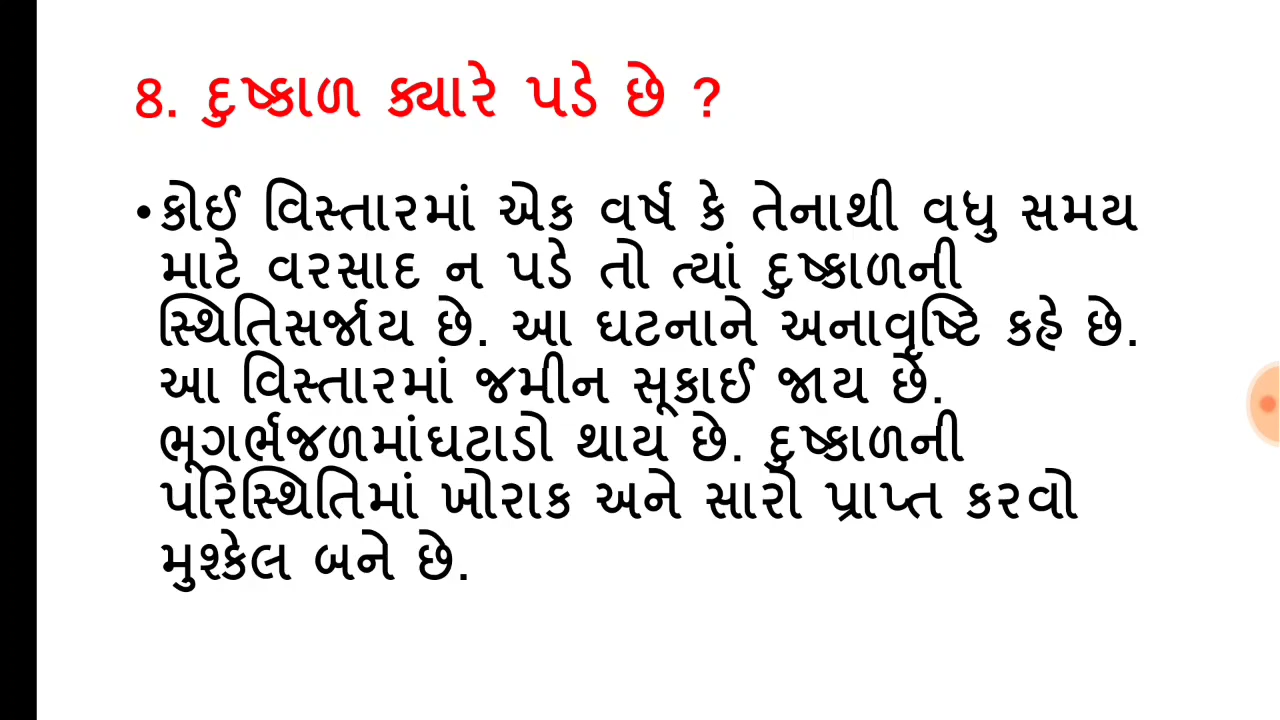 8. દુષ્કાળ ક્યારે પડે છે ?
•કોઈ વિસ્તારમાં એક વર્ષ કે તેનાથી વધુ સમય
માટે વરસાદ ન પડે તો ત્યાં દુષ્કાળની
સ્થિતિસર્જાય છે. આ ઘટનાને અનાવૃષ્ટિ કહે છે.
આ વિસ્તારમાં જમીન સૂકાઈ જાય છે.
ભૂગર્ભજળમાંઘટાડો થાય છે. દુષ્કાળની
પરિસ્થિતિમાં ખોરાક અને સારો પ્રાપ્ત કરવો
મુશ્કેલ બને છે.